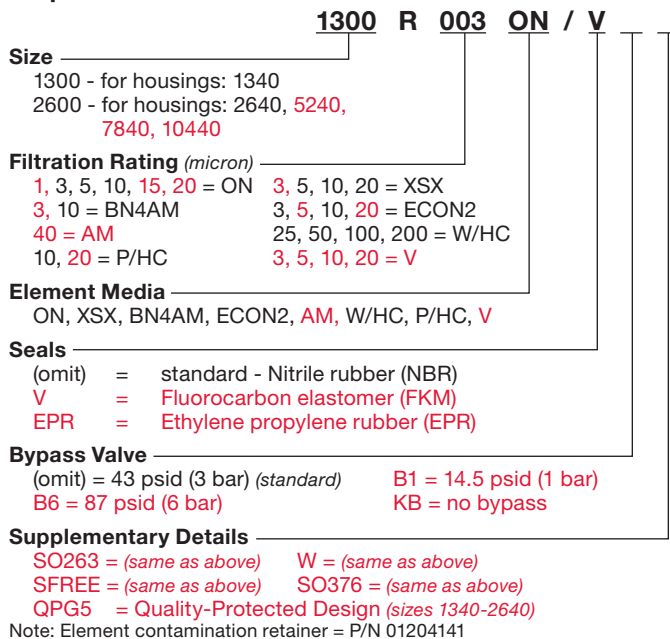 1300 R 003 ON / V
Size
1300 - for housings: 1340
2600 - for housings: 2640, 5240,
7840, 10440
Filtration Rating (micron)
1, 3, 5, 10, 15, 20 = ON 3, 5, 10, 20 = XSX
3, 10 = BN4AM 3, 5, 10, 20 = ECON2
40 = AM 25, 50, 100, 200 = W/HC
10, 20 = P/HC 3, 5, 10, 20 = V
Element Media
ON, XSX, BN4AM, ECON2, AM, W/HC, P/HC, V
Seals
(omit) = standard - Nitrile rubber (NBR)
V = Fluorocarbon elastomer (FKM)
EPR = Ethylene propylene rubber (EPR)
Bypass Valve
(omit) = 43 psid (3 bar) (standard) B1 = 14.5 psid (1 bar)
B6 = 87 psid (6 bar) KB = no bypass
Supplementary Details
SO263 = (same as above) W = (same as above)
SFREE = (same as above) SO376 = (same as above)
QPG5 = Quality-Protected Design (sizes 1340-2640)
Note: Element contamination retainer = P/N 01204141